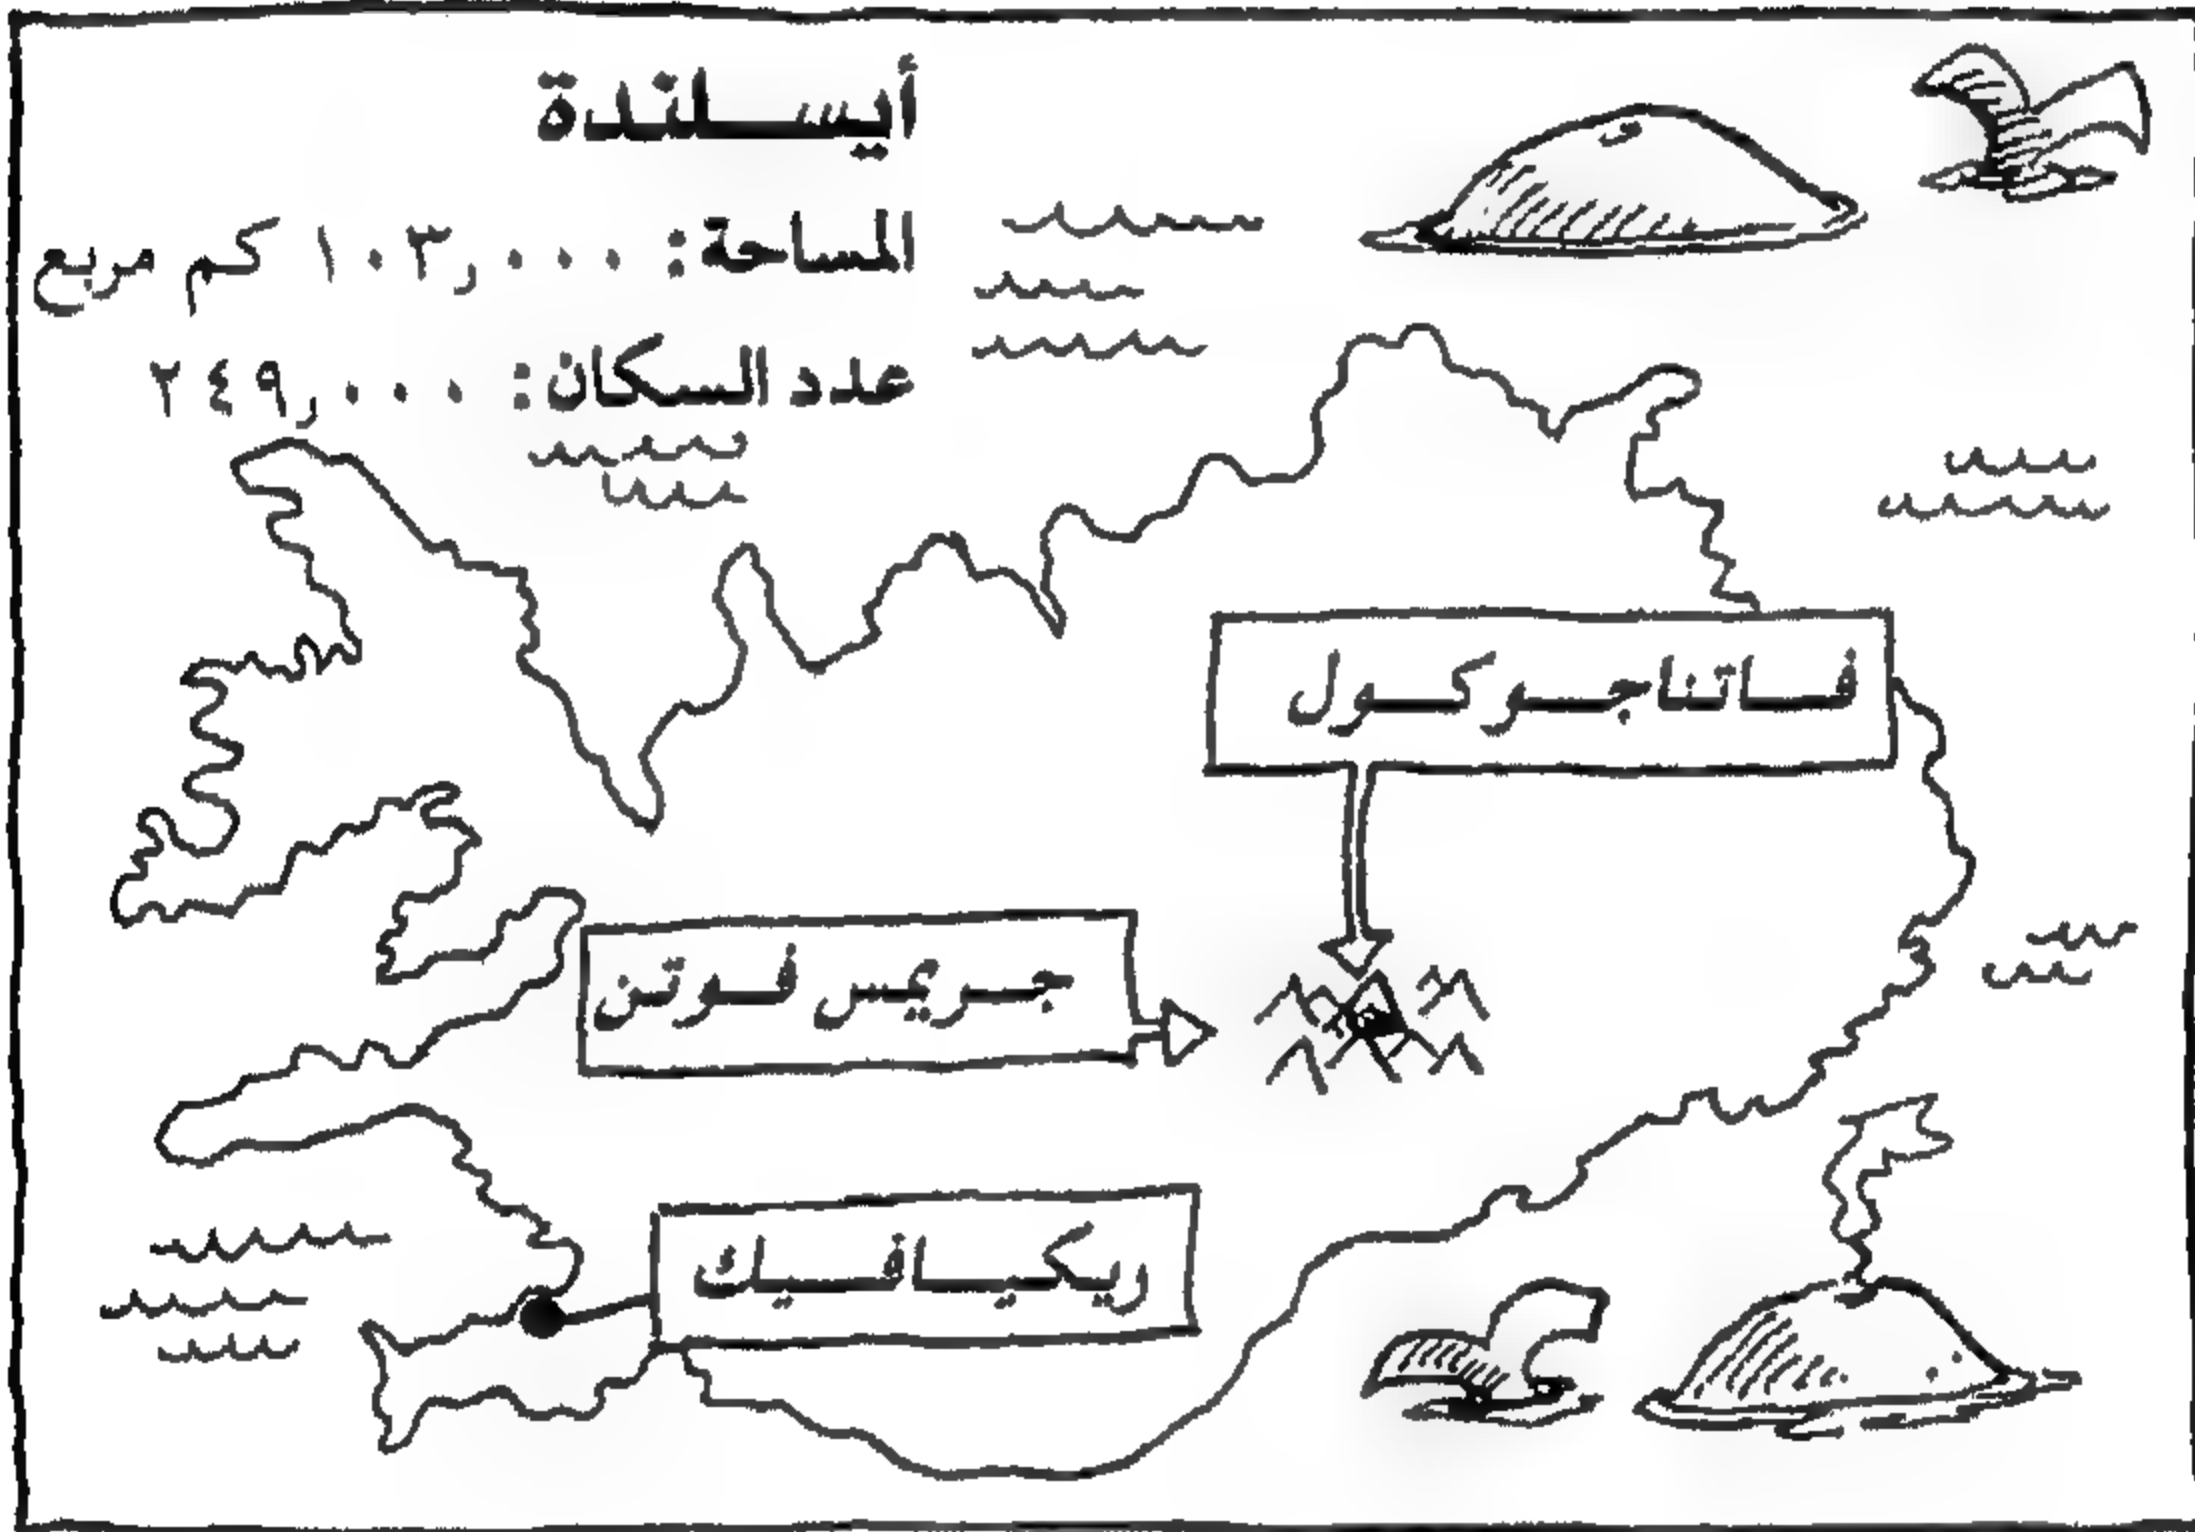 أيسلندة
المساحة: ١٠٣,٠٠٠ كم مربع
عدد السكان: ٢٤٩,٠٠٠
فاتناجوكول
جريمس فوتن
ريكيافيك